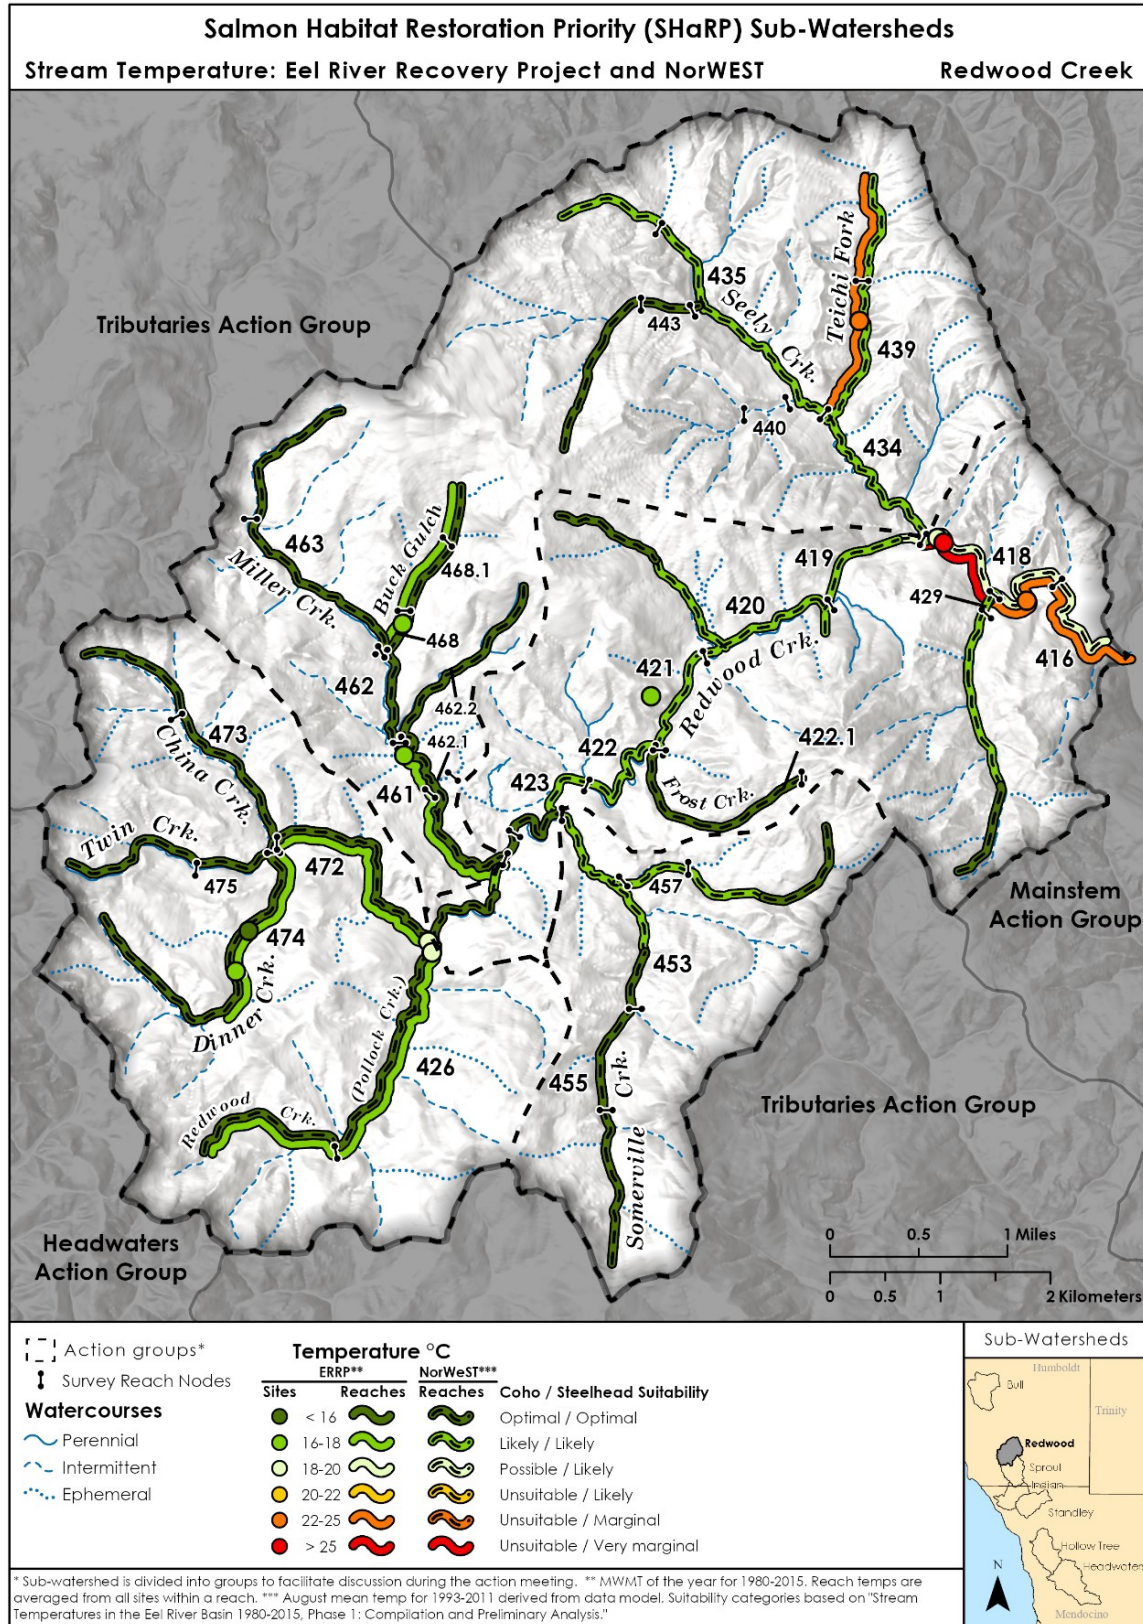 Salmon Habitat Restoration Priority (SHaRP) Sub-Watersheds
Stream Temperature: Eel River Recovery Project and NorWEST
Redwood Creek
Tributaries Action Group
435
Seely Crk.
Teichi Fork
443
439
440
434
463
Miller Crk.
Buck Gulch
468.1
468
419
418
429
420
416
421
Redwood Crk.
462
462.2
462.1
473
China Crk.
422
422.1
423
Frost Crk.
461
Twin Crk.
472
475
457
Mainstem
Action Group
474
453
Dinner Crk.
(Pollock Crk.)
426
455
Redwood Crk.
Somerville Crk.
Tributaries Action Group
Headwaters
Action Group
0 0.5 1 Miles
0 0.5 1 2 Kilometers
Action groups*
Survey Reach Nodes
Watercourses
Perennial
Intermittent
Ephemeral
Temperature °C
ERRP** NorWeST***
Sites Reaches Reaches Coho / Steelhead Suitability
< 16 Optimal / Optimal
16-18 Likely / Likely
18-20 Possible / Likely
20-22 Unsuitable / Likely
22-25 Unsuitable / Marginal
> 25 Unsuitable / Very marginal
Sub-Watersheds
Humboldt
Bull
Trinity
Redwood
Sproul
Indian
Standley
Hollow Tree
Headwaters
N
Mendocino
* Sub-watershed is divided into groups to facilitate discussion during the action meeting. ** MWMT of the year for 1980-2015. Reach temps are
averaged from all sites within a reach. *** August mean temp for 1993-2011 derived from data model. Suitability categories based on "Stream
Temperatures in the Eel River Basin 1980-2015, Phase 1: Compilation and Preliminary Analysis."